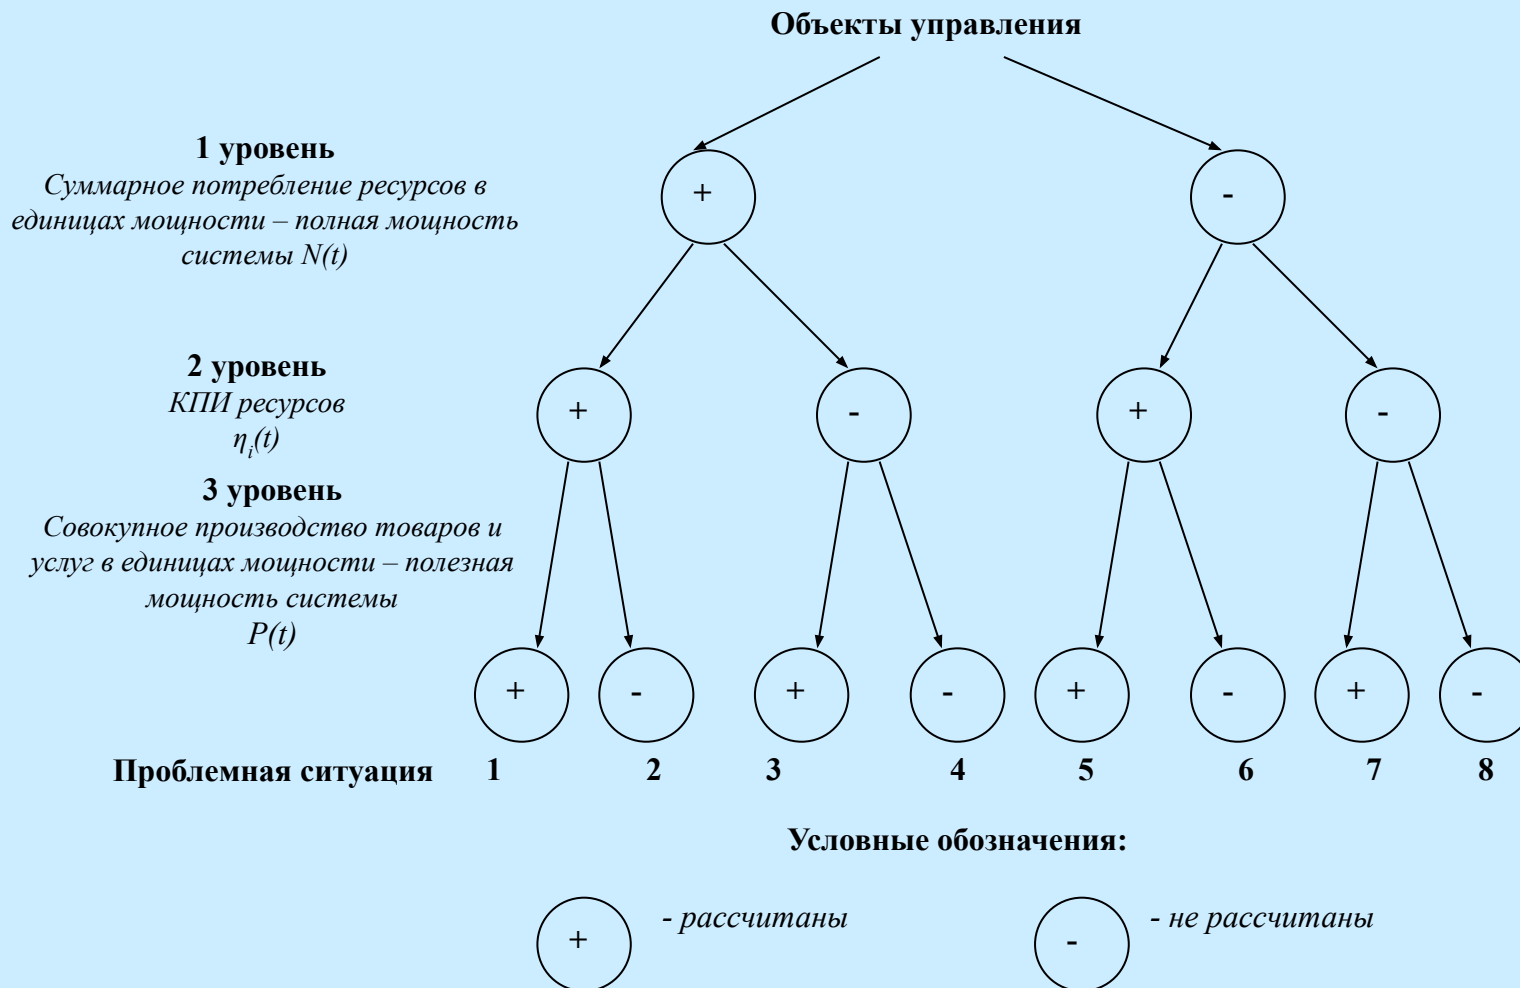 Объекты управления
1 уровень
Суммарное потребление ресурсов в
единицах мощности – полная мощность
системы N(t)
+ -
2 уровень
КПИ ресурсов
η_i(t)
+ - + -
3 уровень
Совокупное производство товаров и
услуг в единицах мощности – полезная
мощность системы
P(t)
+ - + - + - + -
Проблемная ситуация 1 2 3 4 5 6 7 8
Условные обозначения:
+ - рассчитаны - - не рассчитаны